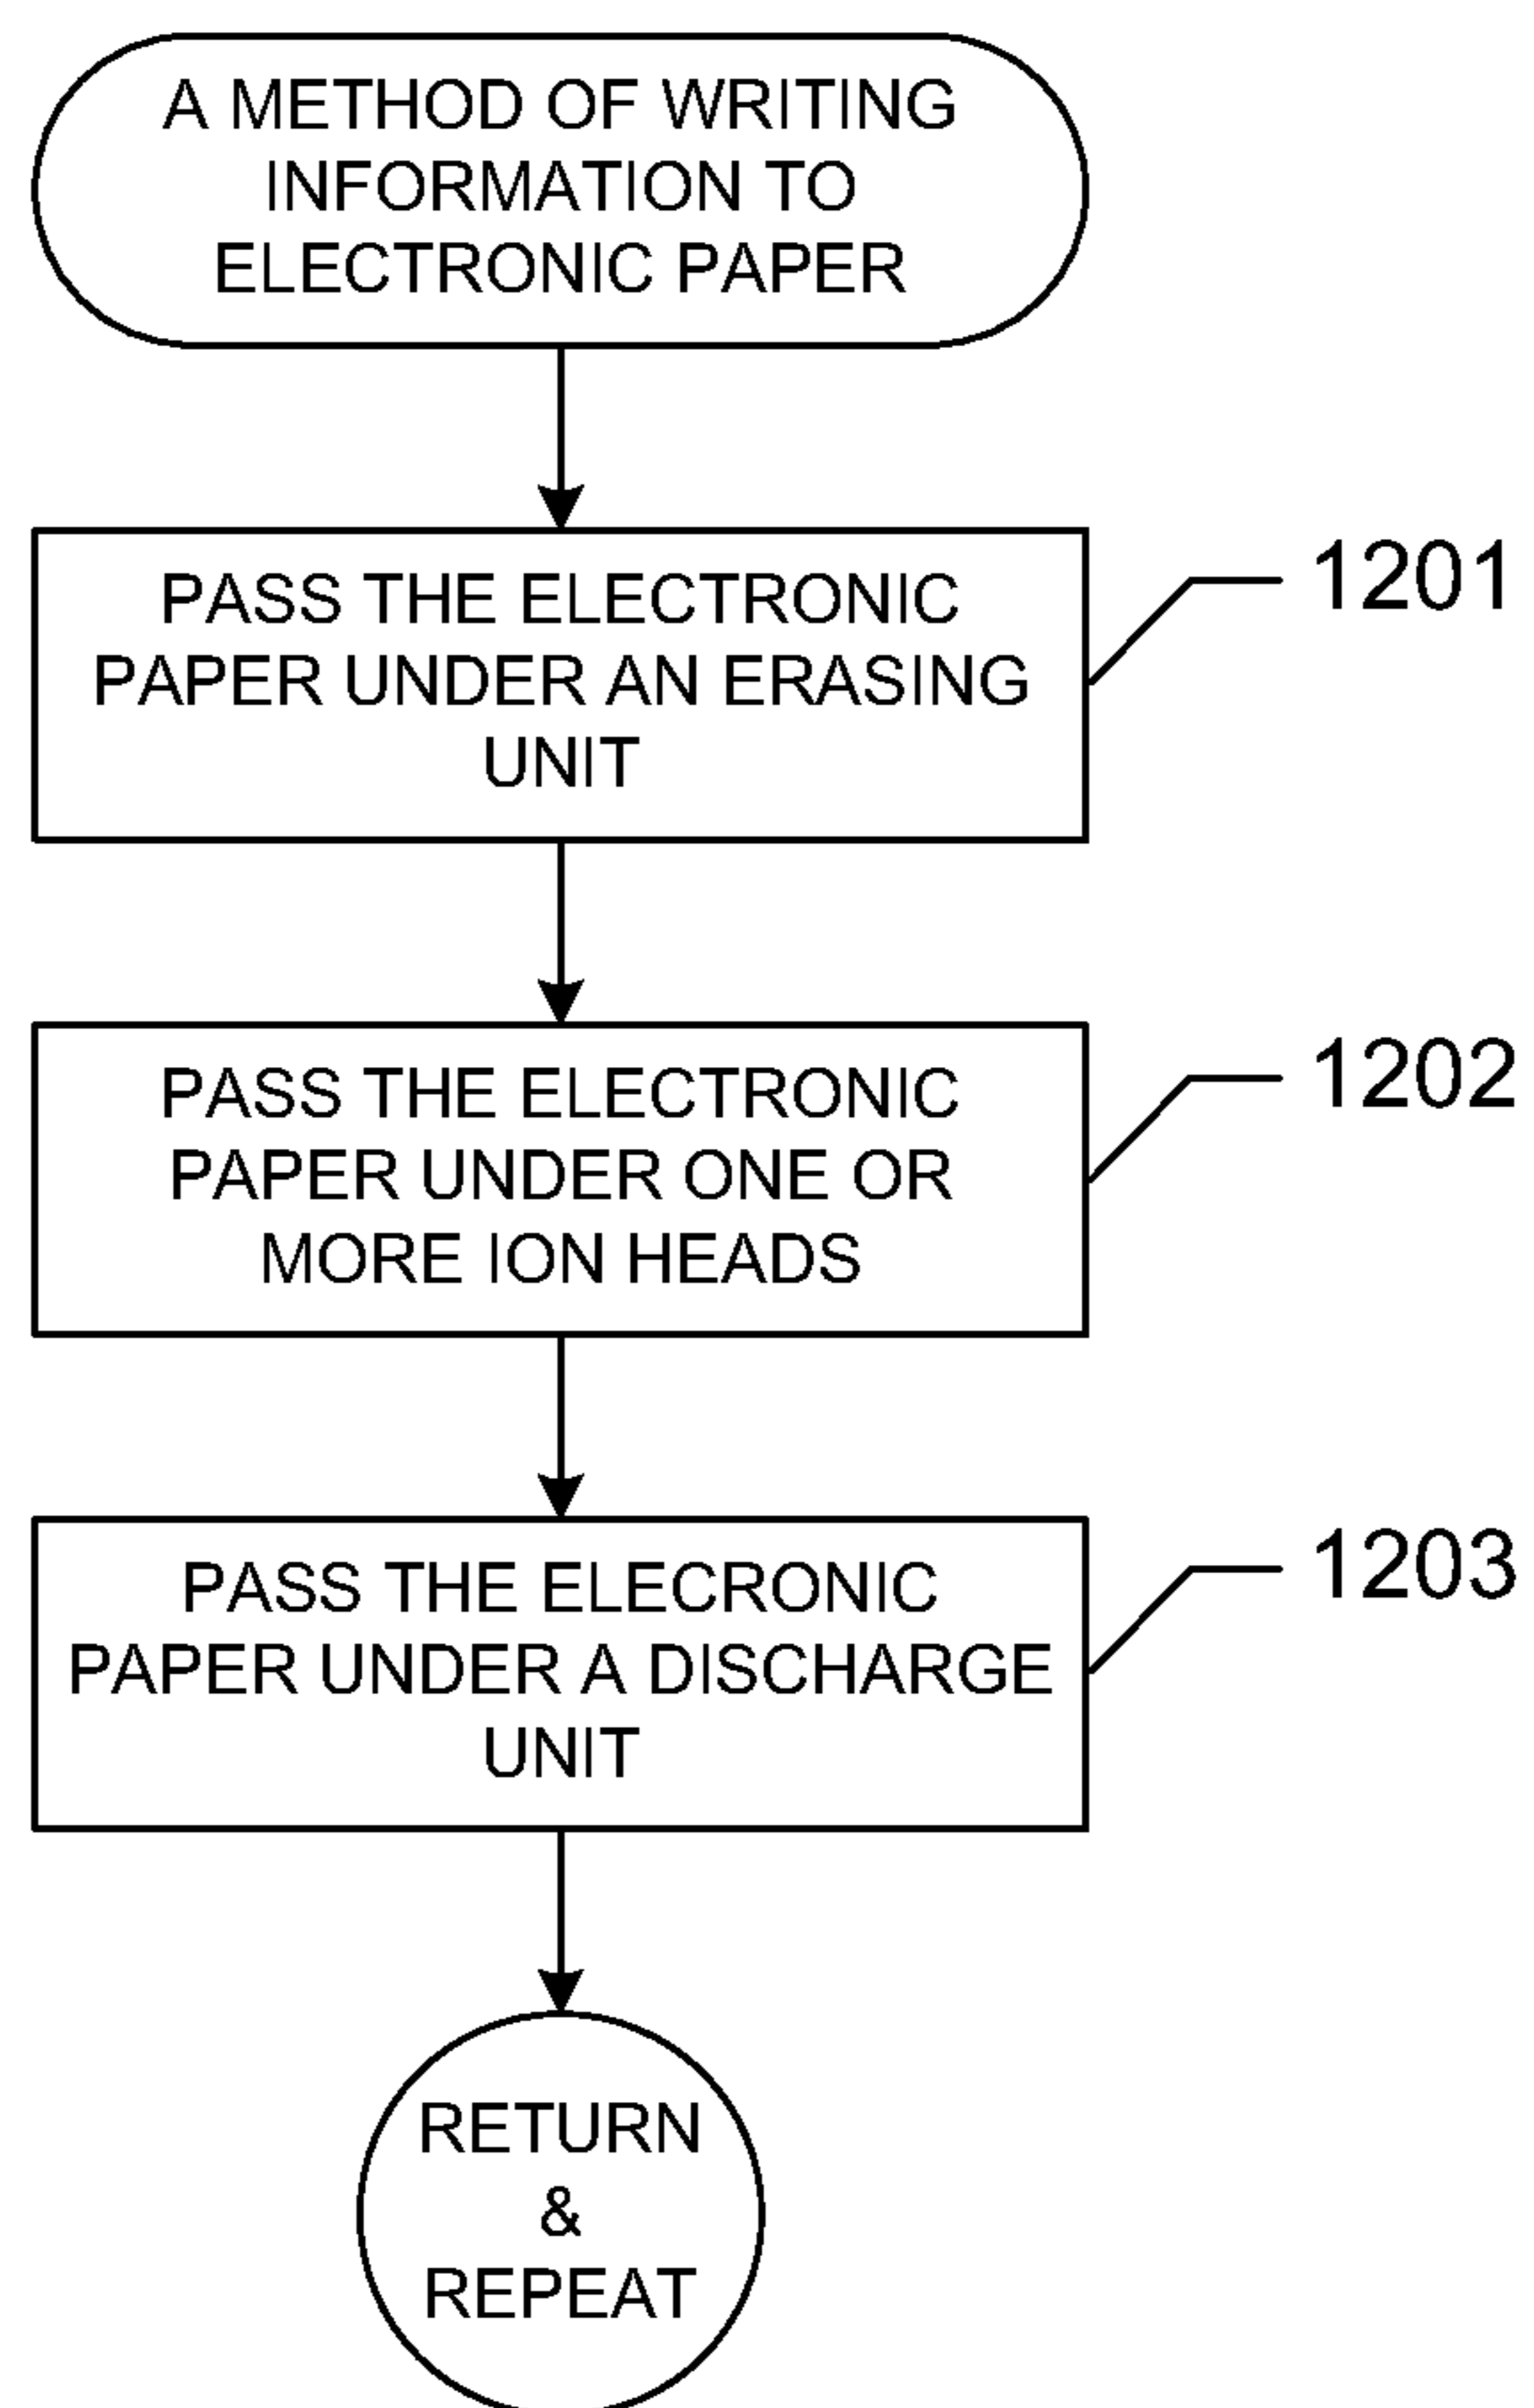 A METHOD OF WRITING
INFORMATION TO
ELECTRONIC PAPER
PASS THE ELECTRONIC
PAPER UNDER AN ERASING
UNIT
1201
PASS THE ELECTRONIC
PAPER UNDER ONE OR
MORE ION HEADS
1202
PASS THE ELECRONIC
PAPER UNDER A DISCHARGE
UNIT
1203
RETURN
&
REPEAT